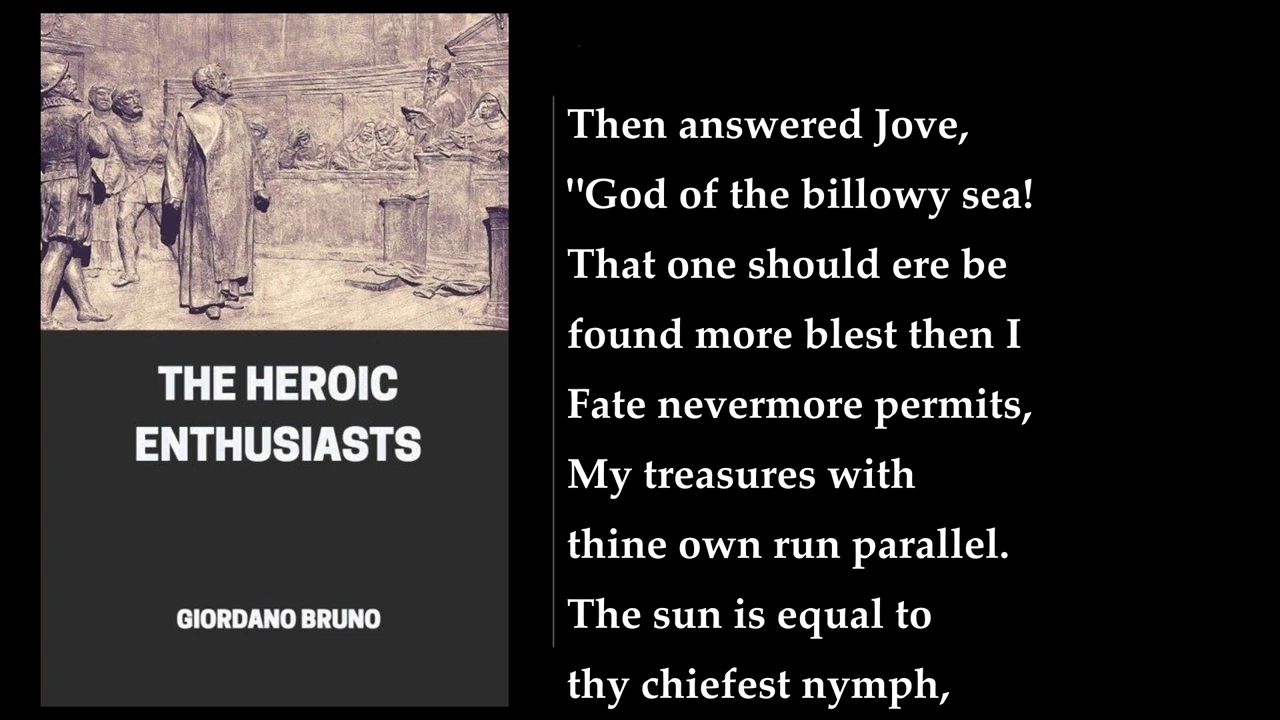 THE HEROIC
ENTHUSIASTS
GIORDANO BRUNO
Then answered Jove,
"God of the billowy sea!
That one should ere be
found more blest then I
Fate nevermore permits,
My treasures with
thine own run parallel.
The sun is equal to
thy chiefest nymph,